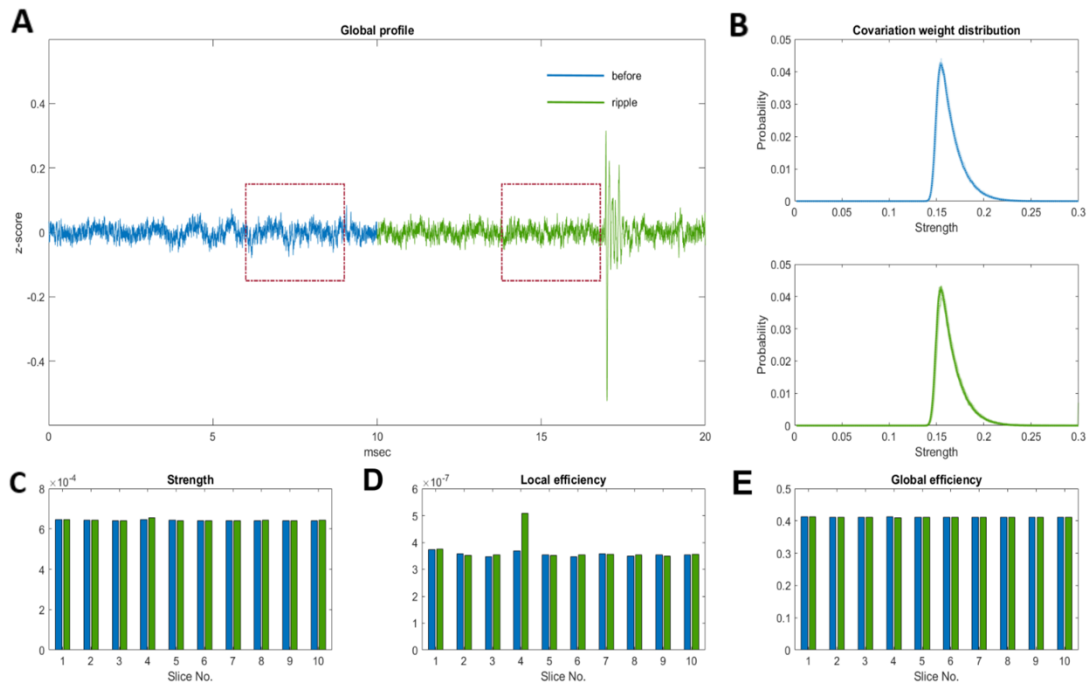 A
Global profile
before
ripple
z-score
0.4
0.2
0
-0.2
-0.4
0 5 10 15 20
msec
B
Covariation weight distribution
Probability
0.05
0.04
0.03
0.02
0.01
0
0 0.05 0.1 0.15 0.2 0.25 0.3
Strength
Probability
0.05
0.04
0.03
0.02
0.01
0
0 0.05 0.1 0.15 0.2 0.25 0.3
Strength
C
Strength
×10-4
8
6
4
2
0
1 2 3 4 5 6 7 8 9 10
Slice No.
D
Local efficiency
×10-7
6
5
4
3
2
1
0
1 2 3 4 5 6 7 8 9 10
Slice No.
E
Global efficiency
0.5
0.4
0.3
0.2
0.1
0
1 2 3 4 5 6 7 8 9 10
Slice No.